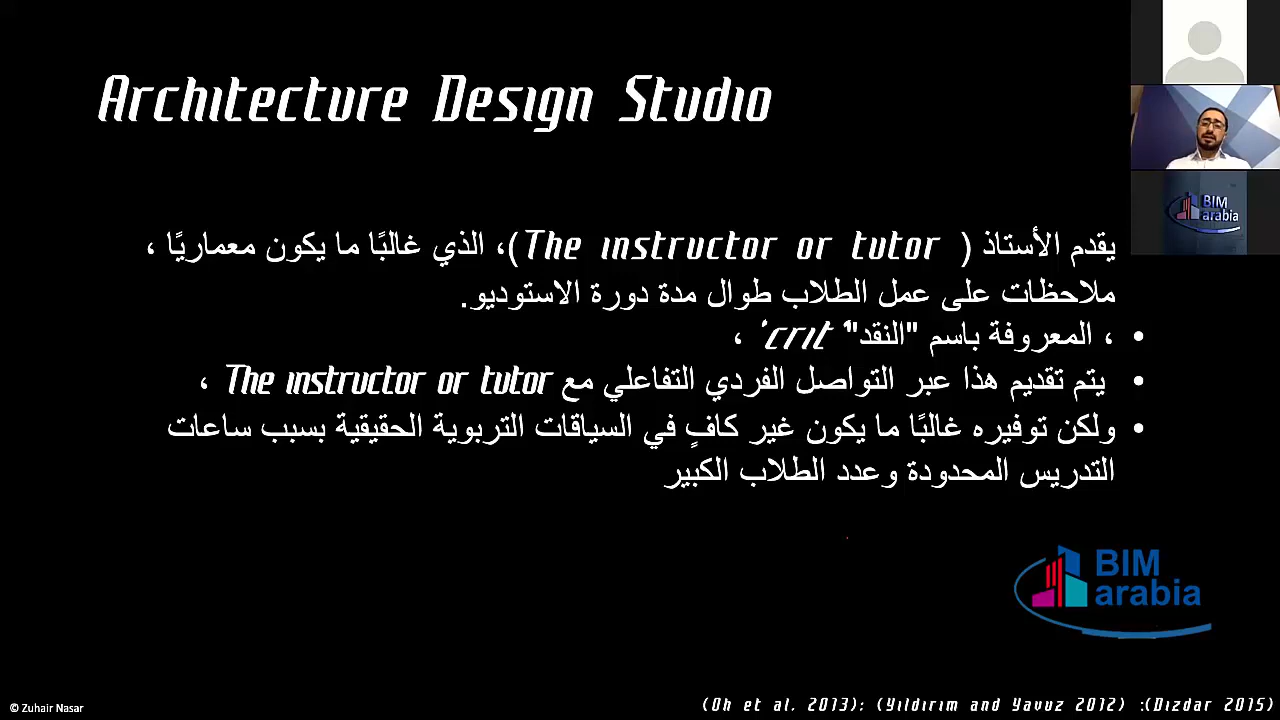 Architecture Design Studio
يقدم الأستاذ ( The instructor or tutor)، الذي غالبًا ما يكون معماريًا ،
ملاحظات على عمل الطلاب طوال مدة دورة الاستوديو.
• ، المعروفة باسم "النقد" "crit' ،
• يتم تقديم هذا عبر التواصل الفردي التفاعلي مع The instructor or tutor ،
• ولكن توفيره غالبًا ما يكون غير كافٍ في السياقات التربوية الحقيقية بسبب ساعات
التدريس المحدودة وعدد الطلاب الكبير
BIM
arabia
BIM
arabia
© Zuhair Nasar
(Oh et al. 2013); (Yıldırım and Yavuz 2012) ;(Dizdar 2015)